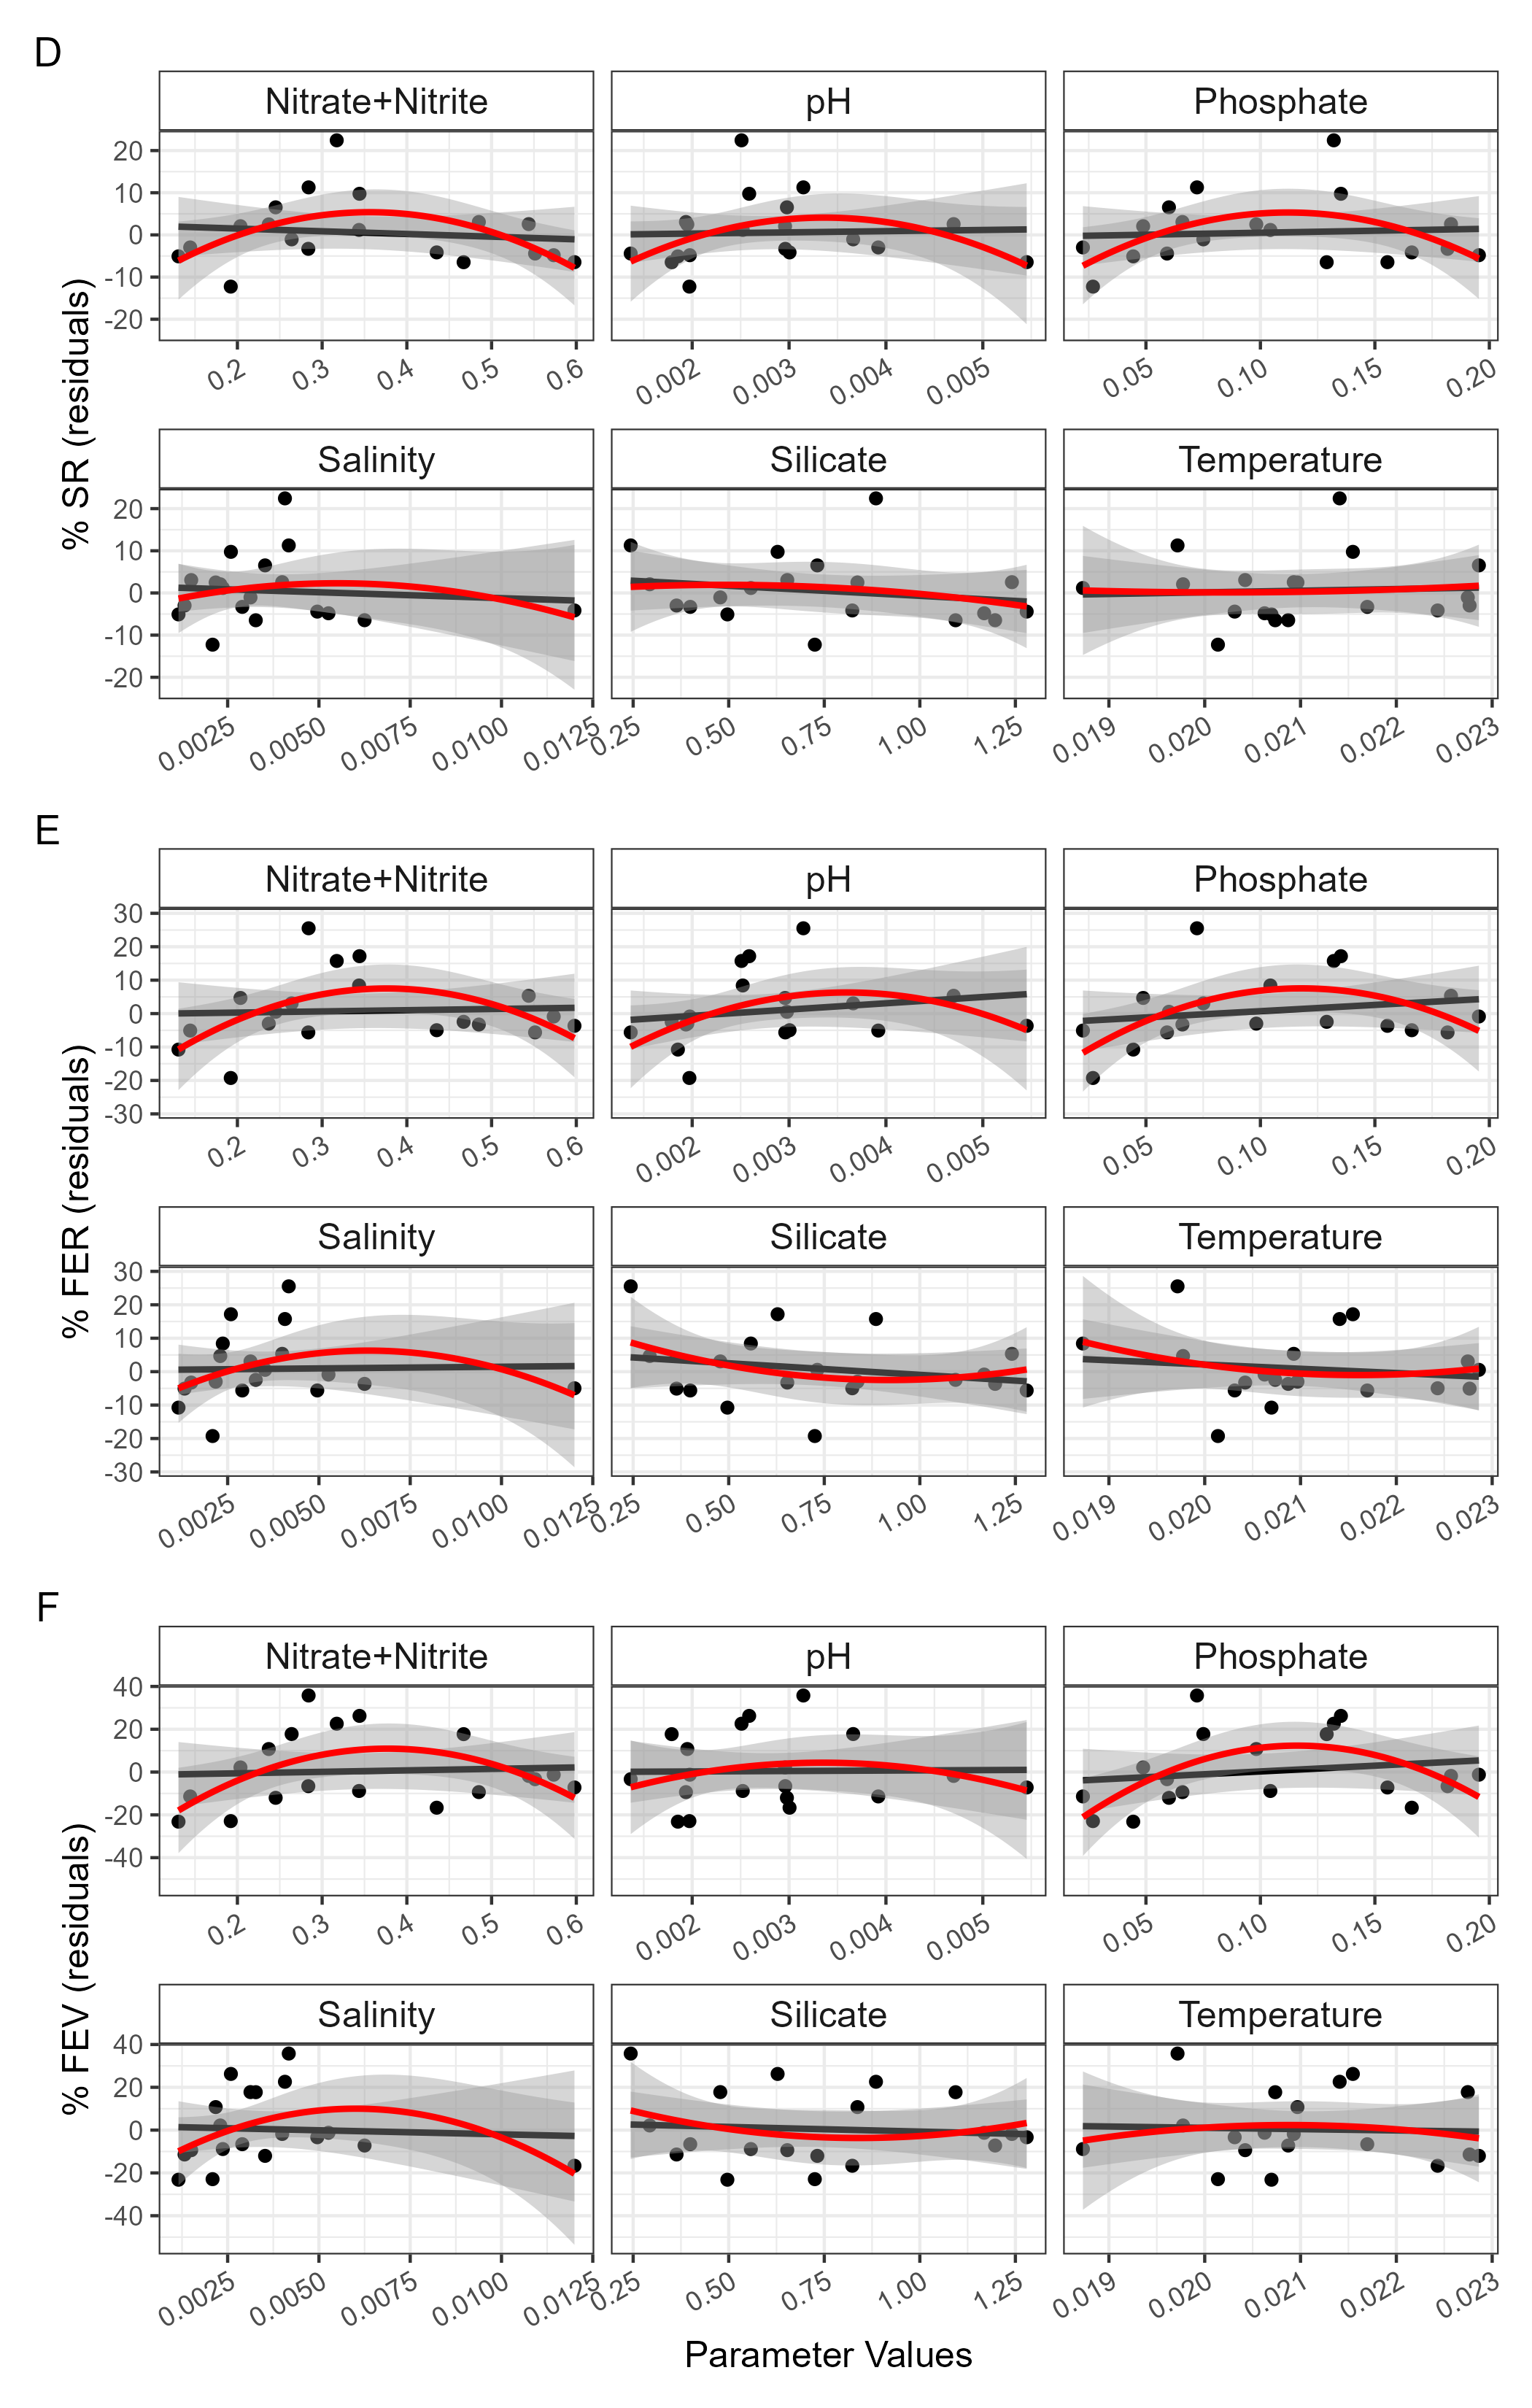 D
Nitrate+Nitrite pH Phosphate
% SR (residuals)
20
10
0
-10
-20
0.2 0.3 0.4 0.5 0.6 0.002 0.003 0.004 0.005 0.05 0.10 0.15 0.20
Salinity Silicate Temperature
20
10
0
-10
-20
0.0025 0.0050 0.0075 0.0100 0.0125 0.25 0.50 0.75 1.00 1.25 0.019 0.020 0.021 0.022 0.023
E
Nitrate+Nitrite pH Phosphate
% FER (residuals)
30
20
10
0
-10
-20
-30
0.2 0.3 0.4 0.5 0.6 0.002 0.003 0.004 0.005 0.05 0.10 0.15 0.20
Salinity Silicate Temperature
30
20
10
0
-10
-20
-30
0.0025 0.0050 0.0075 0.0100 0.0125 0.25 0.50 0.75 1.00 1.25 0.019 0.020 0.021 0.022 0.023
F
Nitrate+Nitrite pH Phosphate
% FEV (residuals)
40
20
0
-20
-40
0.2 0.3 0.4 0.5 0.6 0.002 0.003 0.004 0.005 0.05 0.10 0.15 0.20
Salinity Silicate Temperature
40
20
0
-20
-40
0.0025 0.0050 0.0075 0.0100 0.0125 0.25 0.50 0.75 1.00 1.25 0.019 0.020 0.021 0.022 0.023
Parameter Values